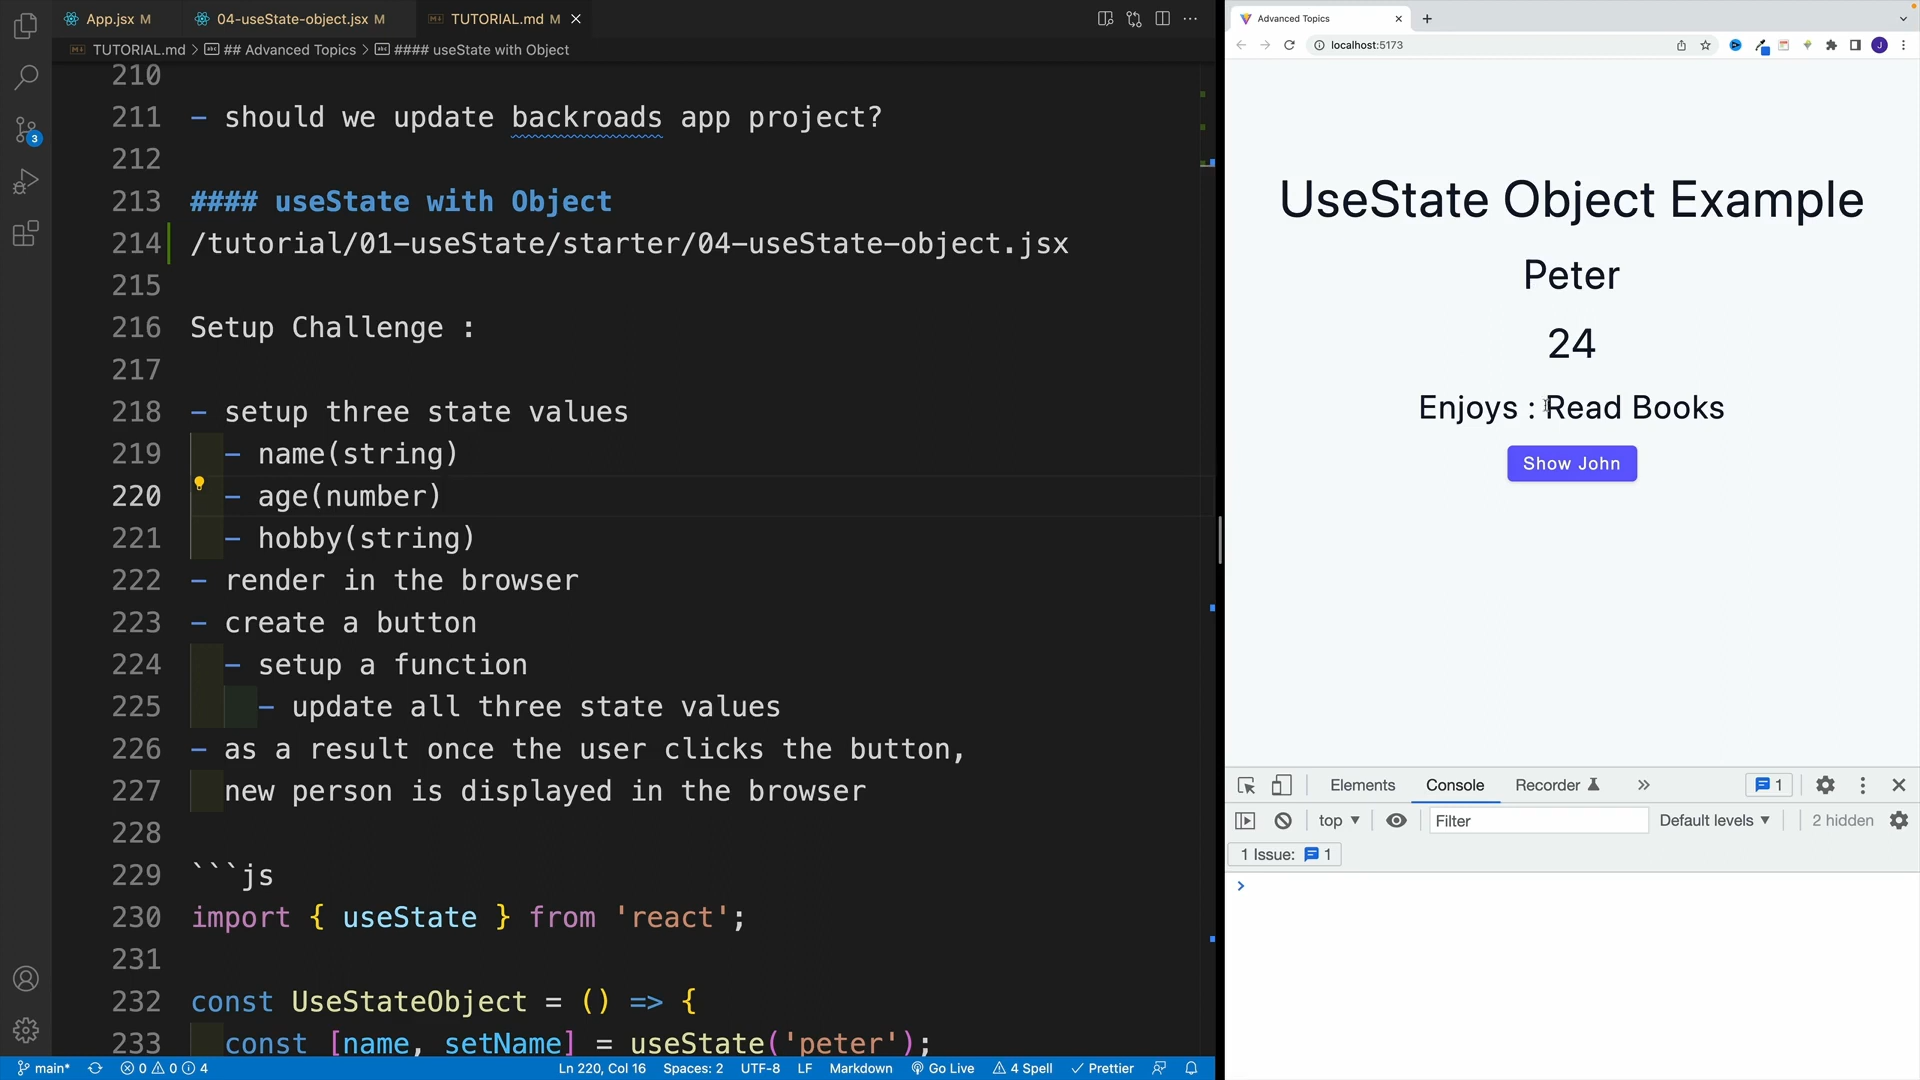 App.jsx M
04-useState-object.jsx M
TUTORIAL.md M
TUTORIAL.md > ## Advanced Topics > #### useState with Object
210
211 - should we update backroads app project?
212
213 #### useState with Object
214 /tutorial/01-useState/starter/04-useState-object.jsx
215
216 Setup Challenge :
217
218 - setup three state values
219 - name(string)
220 - age(number)
221 - hobby(string)
222 - render in the browser
223 - create a button
224 - setup a function
225 - update all three state values
226 - as a result once the user clicks the button,
227 new person is displayed in the browser
228
229 ```js
230 import { useState } from 'react';
231
232 const UseStateObject = () => {
233 const [name, setName] = useState('peter');
3
main* 0 0 4 Ln 220, Col 16 Spaces: 2 UTF-8 LF Markdown Go Live 4 Spell Prettier
Advanced Topics
localhost:5173
J
UseState Object Example
Peter
24
Enjoys : Read Books
Show John
Elements Console Recorder 1
top Filter Default levels 2 hidden
1 Issue: 1